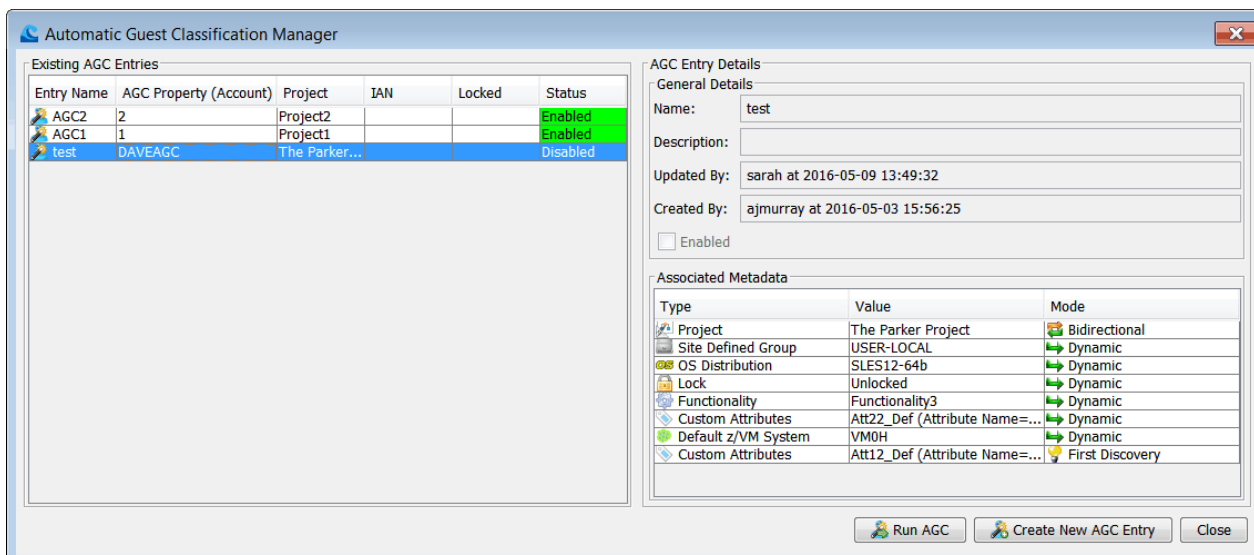 Automatic Guest Classification Manager
Existing AGC Entries
Entry Name AGC Property (Account) Project IAN Locked Status
AGC2 2 Project2 Enabled
AGC1 1 Project1 Enabled
test DAVEAGC The Parker... Disabled
AGC Entry Details
General Details
Name: test
Description:
Updated By: sarah at 2016-05-09 13:49:32
Created By: ajmurray at 2016-05-03 15:56:25
Enabled
Associated Metadata
Type Value Mode
Project The Parker Project Bidirectional
Site Defined Group USER-LOCAL Dynamic
OS OS Distribution SLES12-64b Dynamic
Lock Unlocked Dynamic
Functionality Functionality3 Dynamic
Custom Attributes Att22_Def (Attribute Name=... Dynamic
Default z/VM System VM0H Dynamic
Custom Attributes Att12_Def (Attribute Name=... First Discovery
Run AGC Create New AGC Entry Close